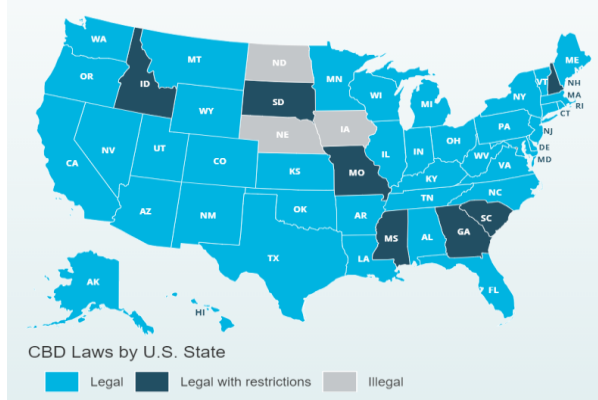 WA
MT
ND
MN
ME
OR
ID
SD
WI
VT
NH
WY
MI
NY
MA
RI
CT
NE
IA
PA
NJ
NV
UT
CO
IL
IN
OH
DE
MD
CA
KS
MO
WV
VA
KY
NC
TN
AZ
NM
OK
AR
SC
MS
AL
GA
TX
LA
AK
FL
HI
CBD Laws by U.S. State
Legal
Legal with restrictions
Illegal